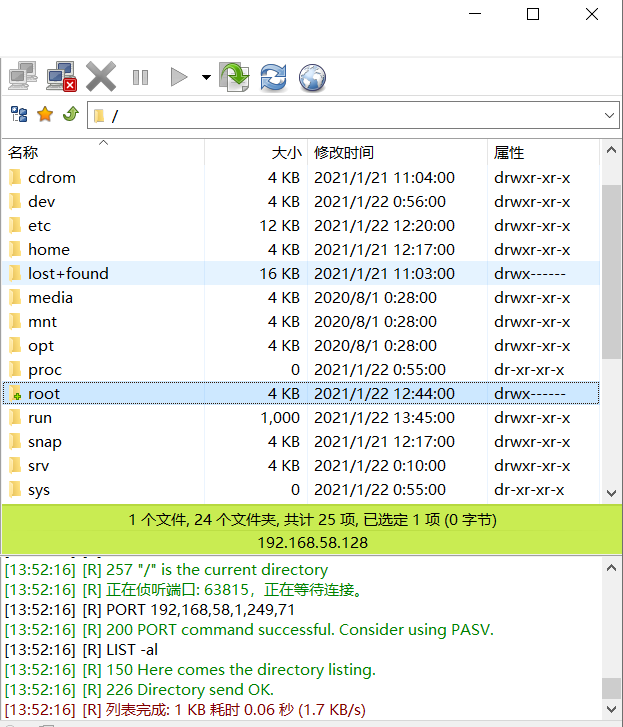 /
名称 大小 修改时间 属性
cdrom 4 KB 2021/1/21 11:04:00 drwxr-xr-x
dev 4 KB 2021/1/22 0:56:00 drwxr-xr-x
etc 12 KB 2021/1/22 12:20:00 drwxr-xr-x
home 4 KB 2021/1/21 12:17:00 drwxr-xr-x
lost+found 16 KB 2021/1/21 11:03:00 drwx------
media 4 KB 2020/8/1 0:28:00 drwxr-xr-x
mnt 4 KB 2020/8/1 0:28:00 drwxr-xr-x
opt 4 KB 2020/8/1 0:28:00 drwxr-xr-x
proc 0 2021/1/22 0:55:00 dr-xr-xr-x
root 4 KB 2021/1/22 12:44:00 drwx------
run 1,000 2021/1/22 13:45:00 drwxr-xr-x
snap 4 KB 2021/1/21 12:17:00 drwxr-xr-x
srv 4 KB 2021/1/22 0:10:00 drwxr-xr-x
sys 0 2021/1/22 0:55:00 dr-xr-xr-x
1 个文件, 24 个文件夹, 共计 25 项, 已选定 1 项 (0 字节)
192.168.58.128
[13:52:16] [R] 257 "/" is the current directory
[13:52:16] [R] 正在侦听端口: 63815，正在等待连接。
[13:52:16] [R] PORT 192,168,58,1,249,71
[13:52:16] [R] 200 PORT command successful. Consider using PASV.
[13:52:16] [R] LIST -al
[13:52:16] [R] 150 Here comes the directory listing.
[13:52:16] [R] 226 Directory send OK.
[13:52:16] [R] 列表完成: 1 KB 耗时 0.06 秒 (1.7 KB/s)